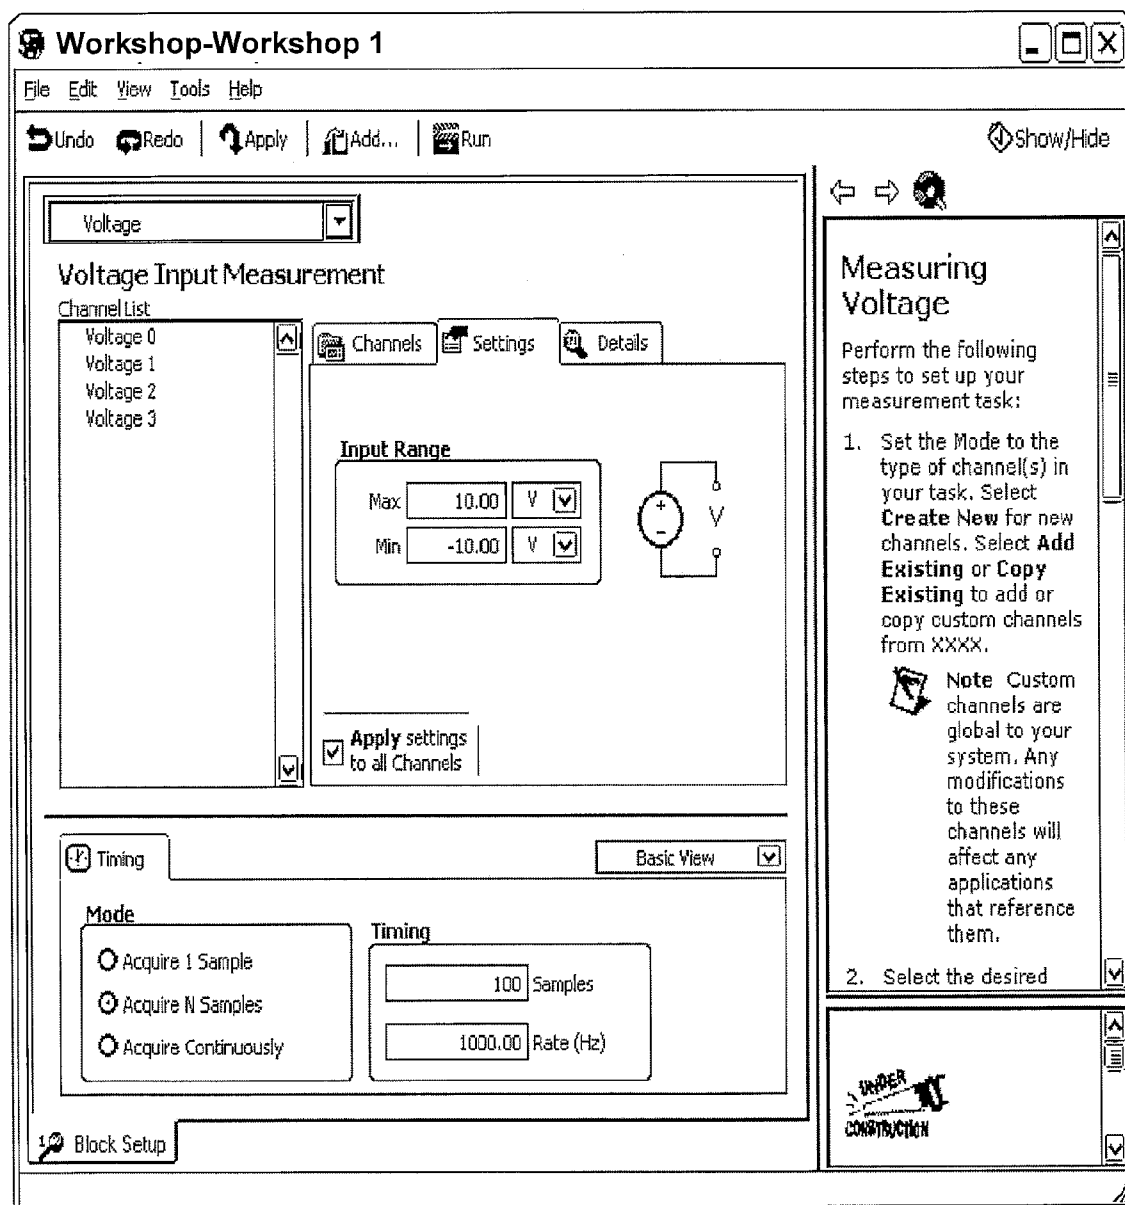 Workshop-Workshop 1
File Edit View Tools Help
Undo Redo Apply Add... Run Show/Hide
Voltage
Voltage Input Measurement
Channel List
Voltage 0
Voltage 1
Voltage 2
Voltage 3
Channels Settings Details
Input Range
Max 10.00 V
Min -10.00 V
+
−
V
Apply settings
to all Channels
Timing
Basic View
Mode
Acquire 1 Sample
Acquire N Samples
Acquire Continuously
Timing
100 Samples
1000.00 Rate (Hz)
Block Setup
Measuring
Voltage
Perform the following
steps to set up your
measurement task:
1. Set the Mode to the
type of channel(s) in
your task. Select
Create New for new
channels. Select Add
Existing or Copy
Existing to add or
copy custom channels
from XXXX.
Note Custom
channels are
global to your
system. Any
modifications
to these
channels will
affect any
applications
that reference
them.
2. Select the desired
UNDER
CONSTRUCTION